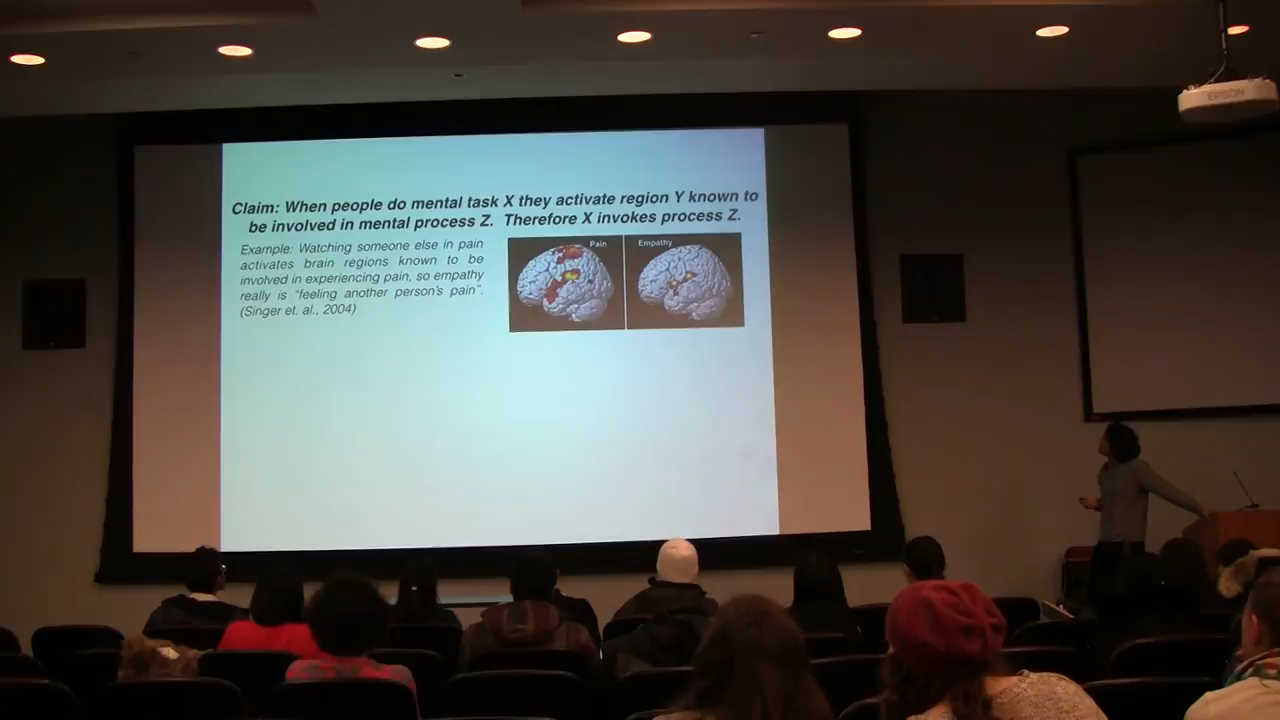 Claim: When people do mental task X they activate region Y known to
be involved in mental process Z. Therefore X invokes process Z.
Example: Watching someone else in pain
activates brain regions known to be
involved in experiencing pain, so empathy
really is “feeling another person's pain”.
(Singer et. al., 2004)
Pain
Empathy
EPSON